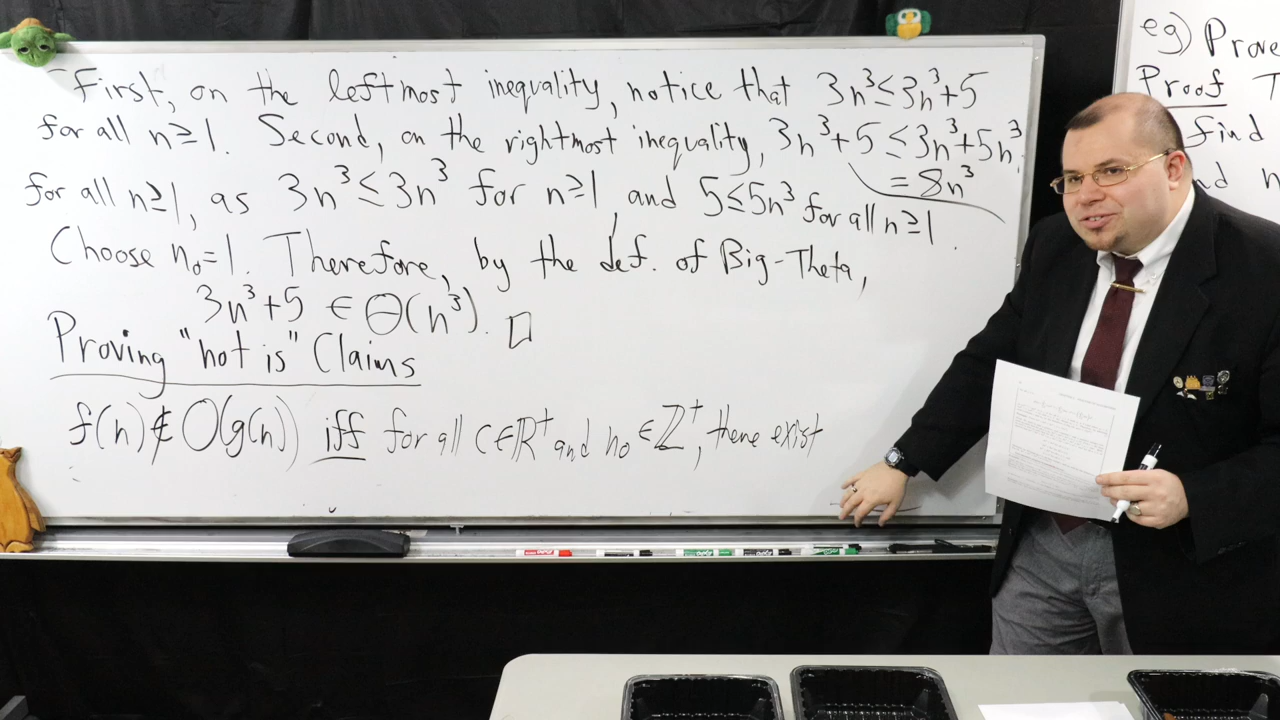 First, on the leftmost inequality, notice that 3n³≤3n³+5
for all n≥1. Second, on the rightmost inequality, 3n³+5≤3n³+5n³,
=8n³
for all n≥1, as 3n³≤3n³ for n≥1, and 5≤5n³ for all n≥1.
Choose n₀=1. Therefore, by the def. of Big-Theta,
3n³+5 ∈ Θ(n³). □
Proving "not is" Claims
f(n)∉O(g(n)) iff for all c∈ℝ⁺ and n₀∈ℤ⁺, there exist
eg) Prove
Proof
find
n